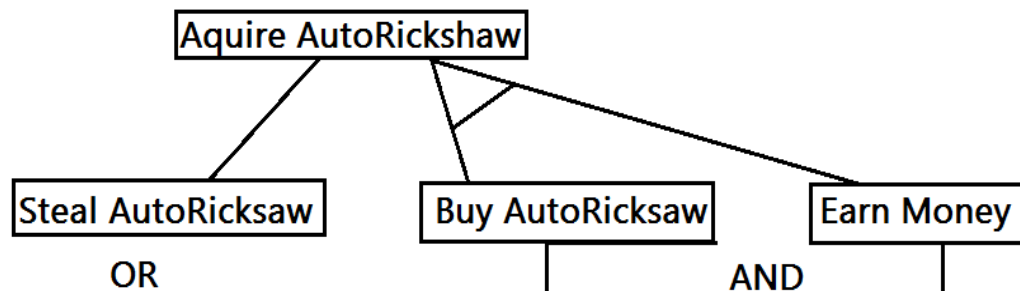 Aquire AutoRickshaw
Steal AutoRicksaw
Buy AutoRicksaw
Earn Money
OR
AND